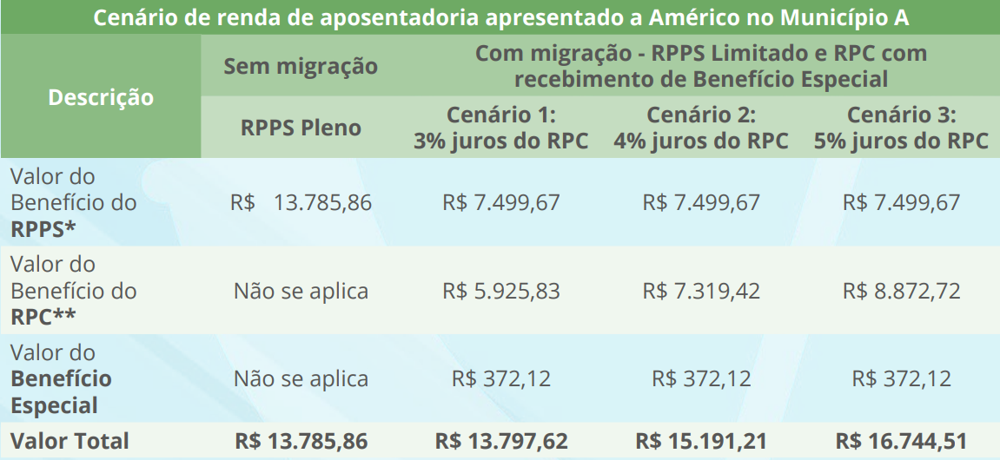 Cenário de renda de aposentadoria apresentado a Américo no Município A
Descrição
Sem migração
Com migração - RPPS Limitado e RPC com
recebimento de Benefício Especial
RPPS Pleno
Cenário 1:
3% juros do RPC
Cenário 2:
4% juros do RPC
Cenário 3:
5% juros do RPC
Valor do
Benefício do
RPPS*
R$ 13.785,86
R$ 7.499,67
R$ 7.499,67
R$ 7.499,67
Valor do
Benefício do
RPC**
Não se aplica
R$ 5.925,83
R$ 7.319,42
R$ 8.872,72
Valor do
Benefício
Especial
Não se aplica
R$ 372,12
R$ 372,12
R$ 372,12
Valor Total
R$ 13.785,86
R$ 13.797,62
R$ 15.191,21
R$ 16.744,51